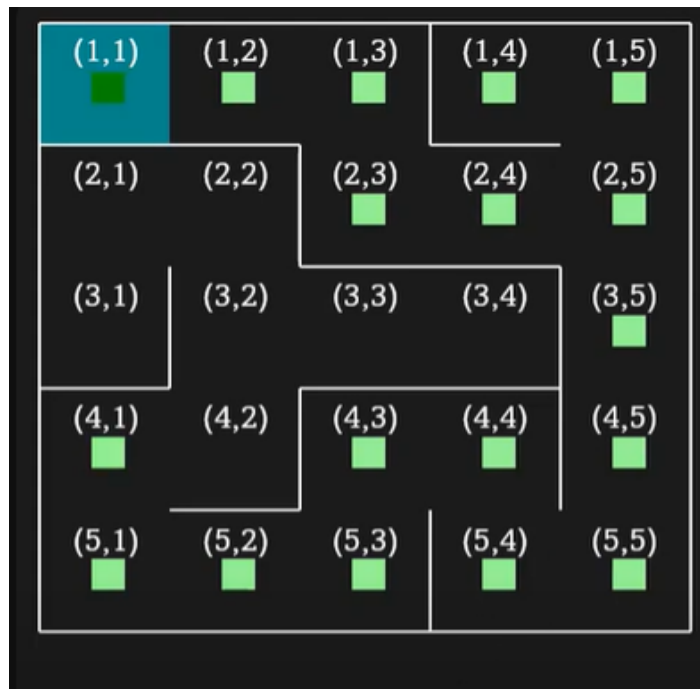 (1,1) (1,2) (1,3) (1,4) (1,5)
(2,1) (2,2) (2,3) (2,4) (2,5)
(3,1) (3,2) (3,3) (3,4) (3,5)
(4,1) (4,2) (4,3) (4,4) (4,5)
(5,1) (5,2) (5,3) (5,4) (5,5)